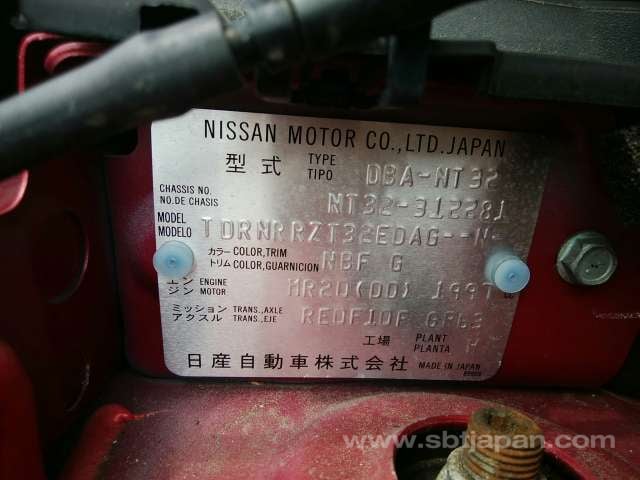 NISSAN MOTOR CO.,LTD.JAPAN
型式 TYPE TIPO DBA-NT32
CHASSIS NO. NO.DE CHASIS NT32-312281
MODEL MODELO TDRNRRZT32EDAG--N-
カラー トリム COLOR,TRIM COLOR,GUARNICION NBF G
エンジン ENGINE MOTOR MR20(DD) 1997 cc
ミッション アクスル TRANS.,AXLE TRANS.,EJE RE0F10F GF63
工場 PLANT PLANTA H
日産自動車株式会社 MADE IN JAPAN
www.sbtjapan.com